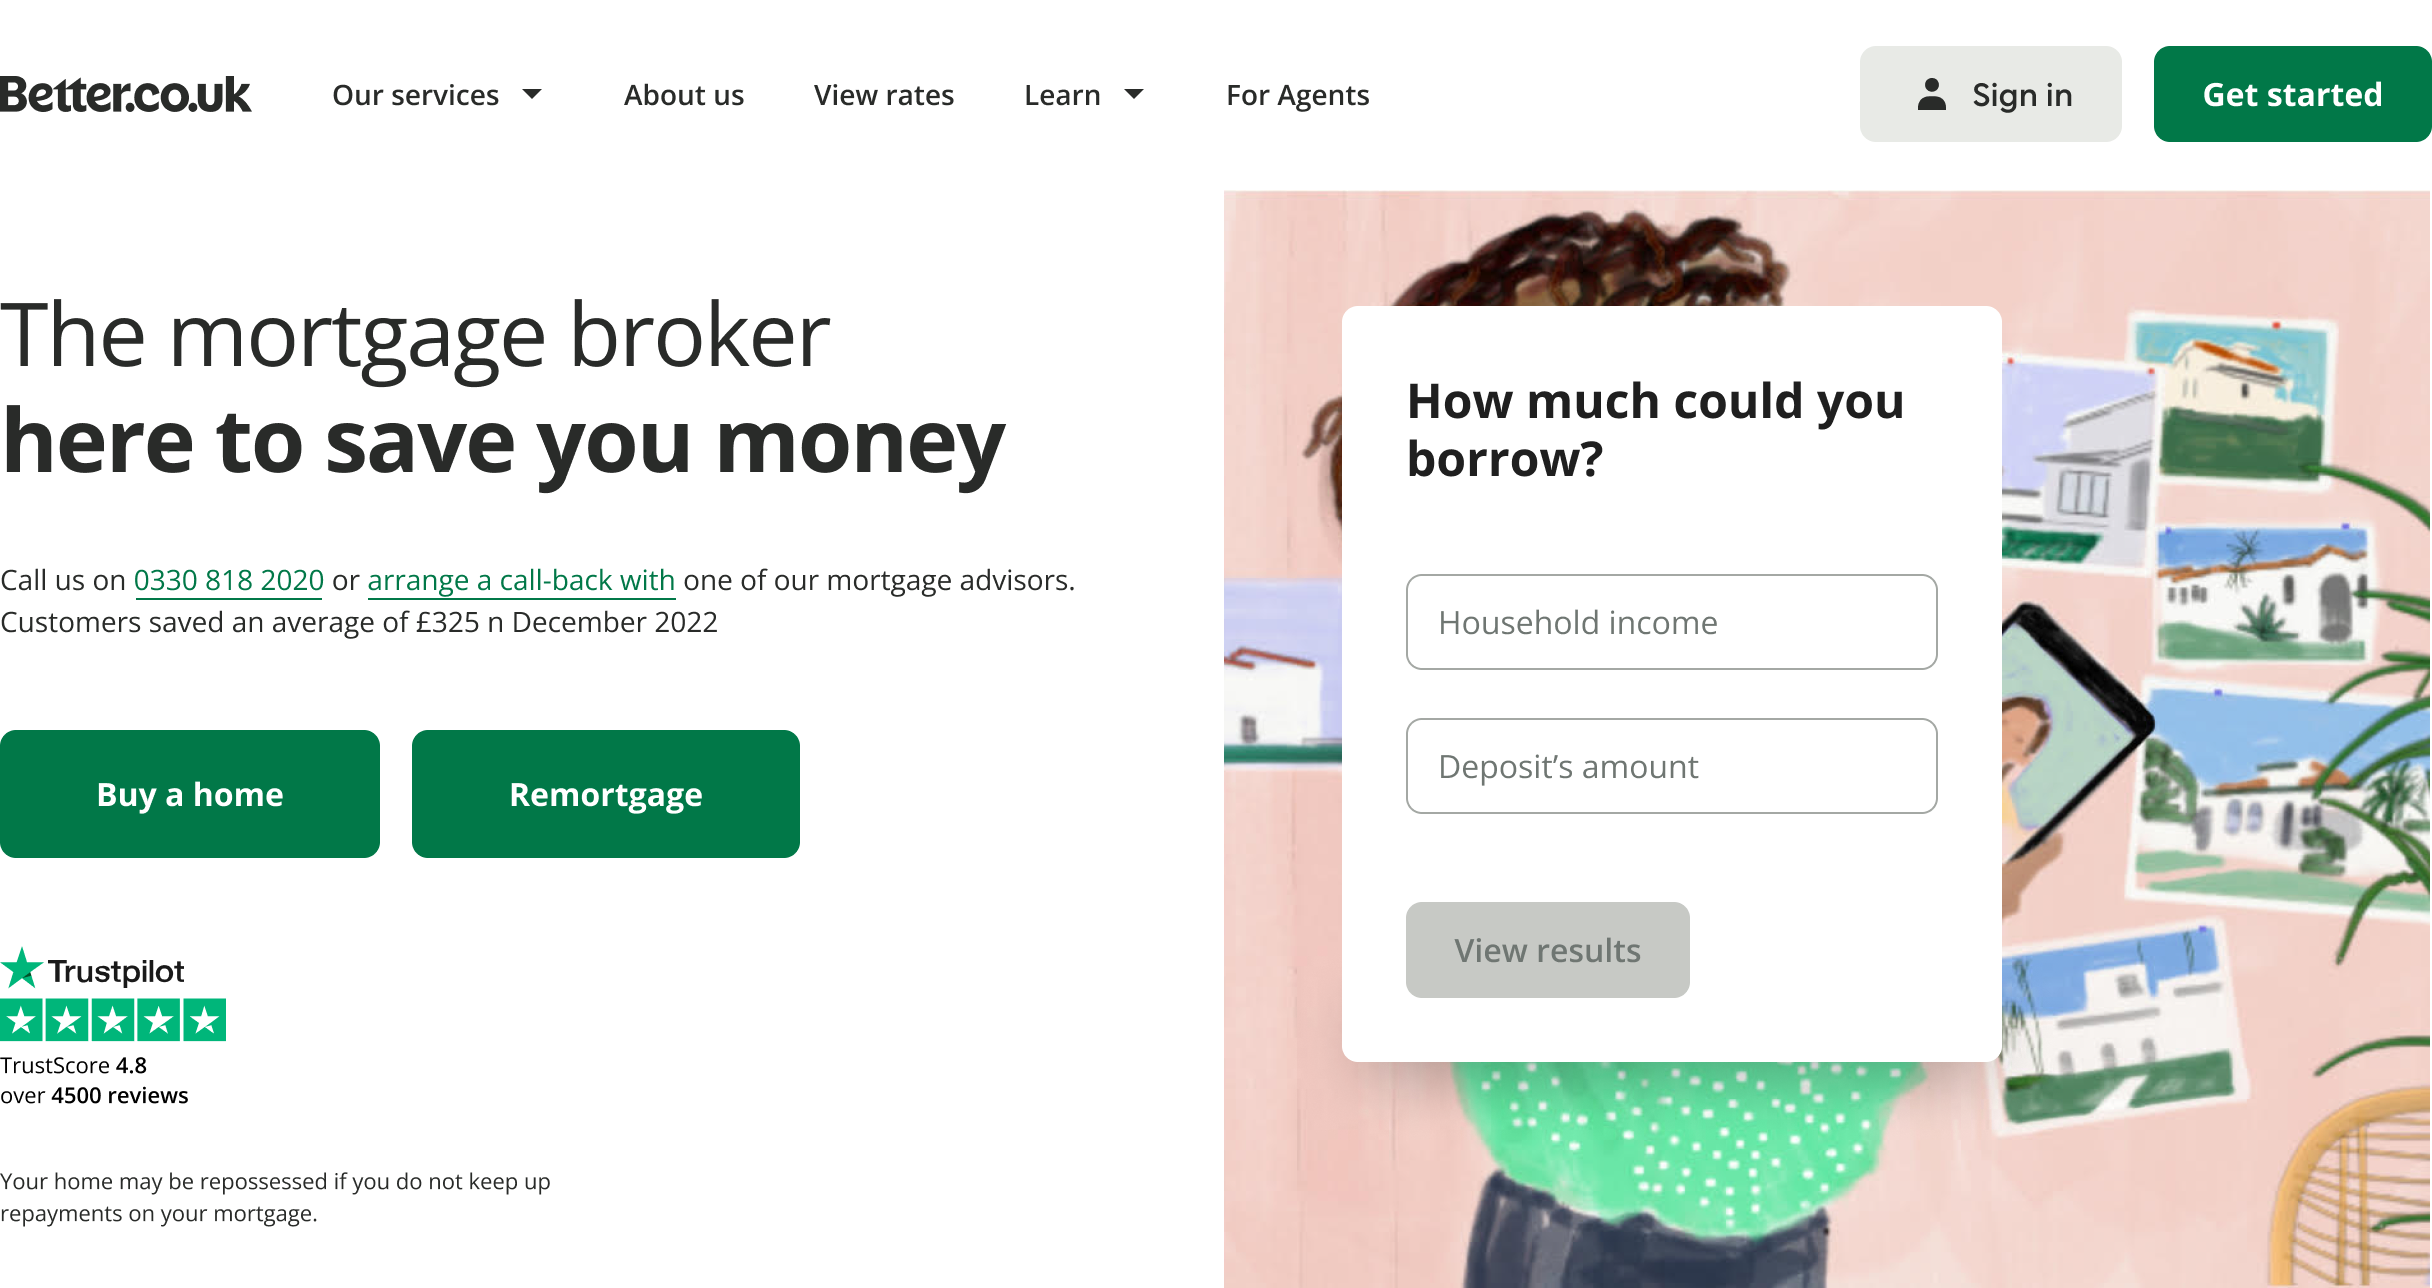 Better.co.uk
Our services
About us
View rates
Learn
For Agents
Sign in
Get started
The mortgage broker
here to save you money
Call us on 0330 818 2020 or arrange a call-back with one of our mortgage advisors.
Customers saved an average of £325 n December 2022
Buy a home
Remortgage
Trustpilot
TrustScore 4.8
over 4500 reviews
Your home may be repossessed if you do not keep up
repayments on your mortgage.
How much could you
borrow?
Household income
Deposit’s amount
View results